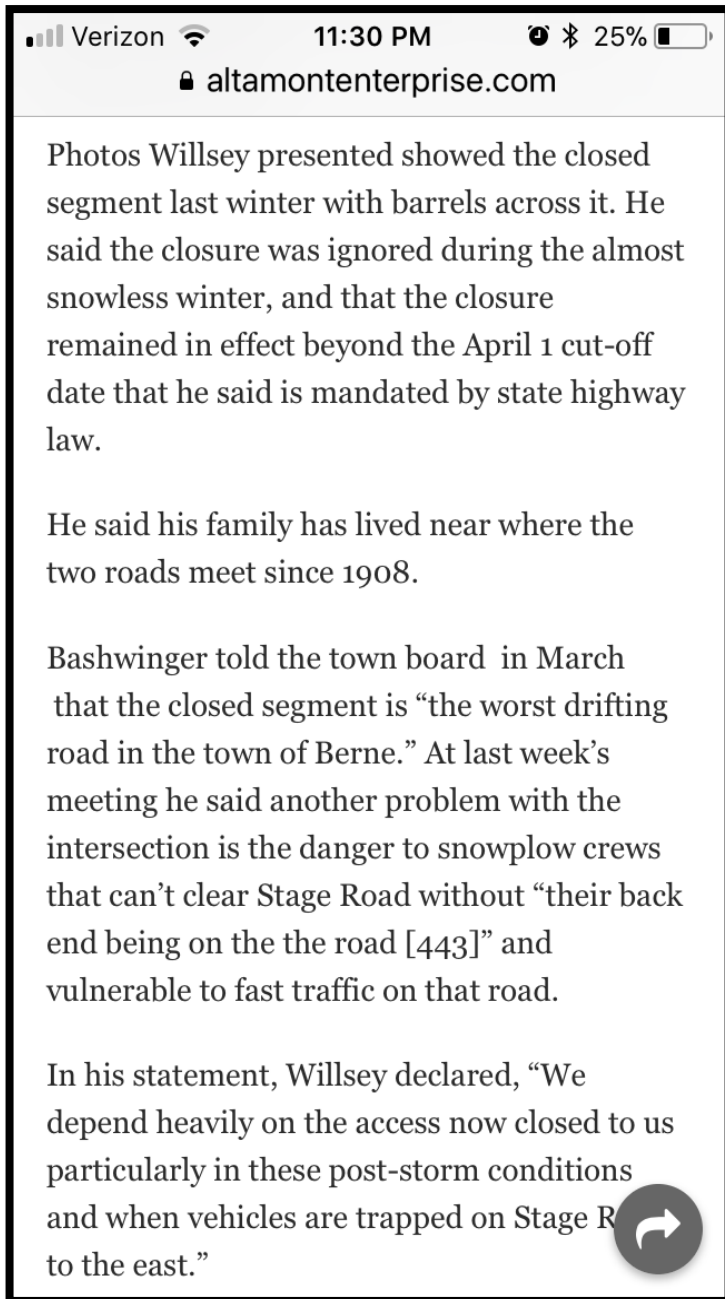 Verizon 11:30 PM 25%
altamontenterprise.com
Photos Willsey presented showed the closed
segment last winter with barrels across it. He
said the closure was ignored during the almost
snowless winter, and that the closure
remained in effect beyond the April 1 cut-off
date that he said is mandated by state highway
law.
He said his family has lived near where the
two roads meet since 1908.
Bashwinger told the town board  in March
that the closed segment is “the worst drifting
road in the town of Berne.” At last week’s
meeting he said another problem with the
intersection is the danger to snowplow crews
that can’t clear Stage Road without “their back
end being on the the road [443]” and
vulnerable to fast traffic on that road.
In his statement, Willsey declared, “We
depend heavily on the access now closed to us
particularly in these post-storm conditions
and when vehicles are trapped on Stage R
to the east.”